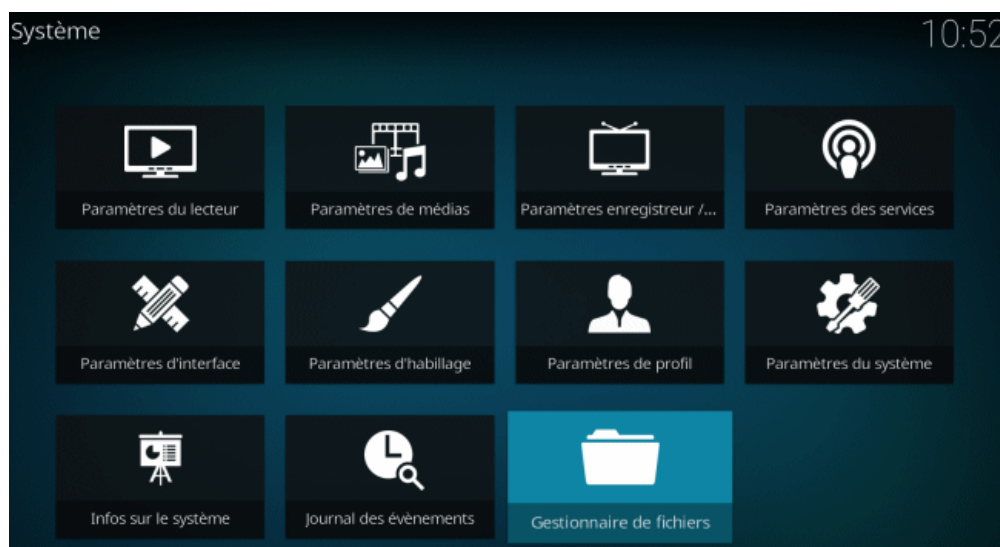 Système
10:52
Paramètres du lecteur
Paramètres de médias
Paramètres enregistreur /...
Paramètres des services
Paramètres d'interface
Paramètres d'habillage
Paramètres de profil
Paramètres du système
Infos sur le système
Journal des évènements
Gestionnaire de fichiers